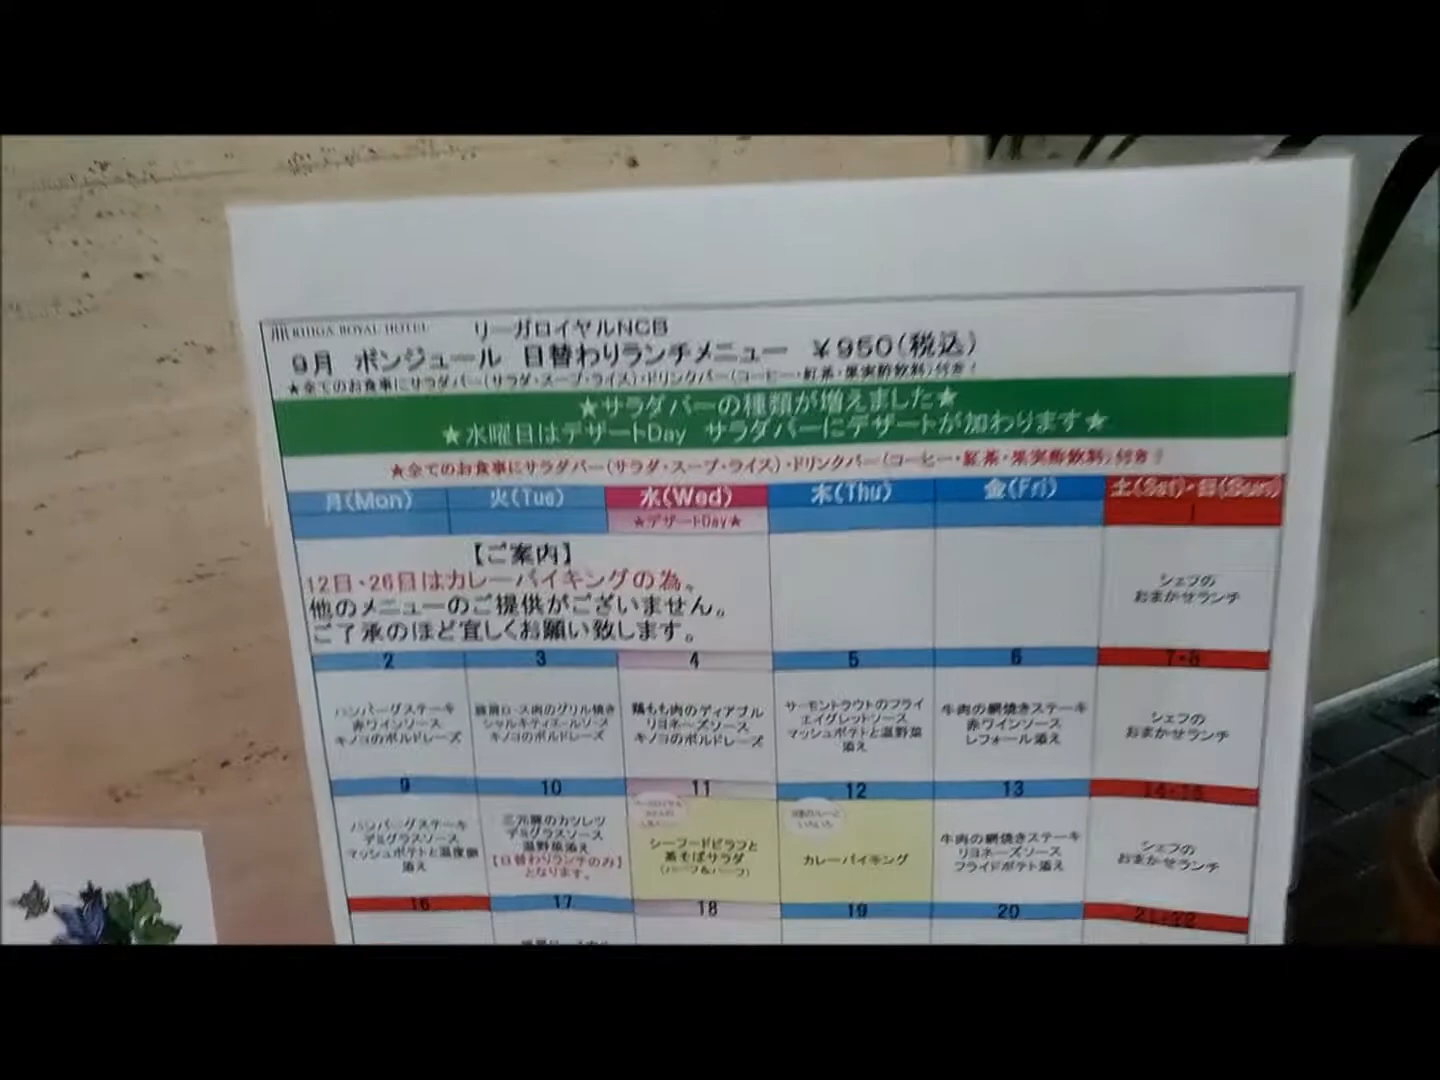 RIHGA ROYAL HOTEL リーガロイヤルNCB
9月 ボンジュール 日替わりランチメニュー ￥950(税込)
★全てのお食事にサラダバー(サラダ・スープ・ライス)・ドリンクバー(コーヒー・紅茶・果実酢飲料)付き！
★サラダバーの種類が増えました★
★水曜日はデザートDay サラダバーにデザートが加わります★
★全てのお食事にサラダバー(サラダ・スープ・ライス)・ドリンクバー(コーヒー・紅茶・果実酢飲料)付き！
月(Mon) 火(Tue) 水(Wed) 木(Thu) 金(Fri) 土(Sat)・日(Sun)
★デザートDay★
1
【ご案内】
12日・26日はカレーバイキングの為、
他のメニューのご提供がございません。
ご了承のほど宜しくお願い致します。
シェフの
おまかせランチ
2 3 4 5 6 7・8
ハンバーグステーキ
赤ワインソース
キノコのボルドレーズ
豚肩ロース肉のグリル焼き
シャルキティエールソース
キノコのボルドレーズ
鶏もも肉のディアブル
リヨネーズソース
キノコのボルドレーズ
サーモントラウトのフライ
エイグレットソース
マッシュポテトと温野菜
添え
牛肉の網焼きステーキ
赤ワインソース
レフォール添え
シェフの
おまかせランチ
9 10 11 12 13 14・15
ハンバーグステーキ
デミグラスソース
マッシュポテトと温度卵
添え
三元豚のカツレツ
デミグラスソース
温野菜添え
【日替わりランチのみ】
となります。
シーフードピラフと
茶そばサラダ
(ハーフ&ハーフ)
カレーバイキング
牛肉の網焼きステーキ
リヨネーズソース
フライドポテト添え
シェフの
おまかせランチ
16 17 18 19 20 21・22